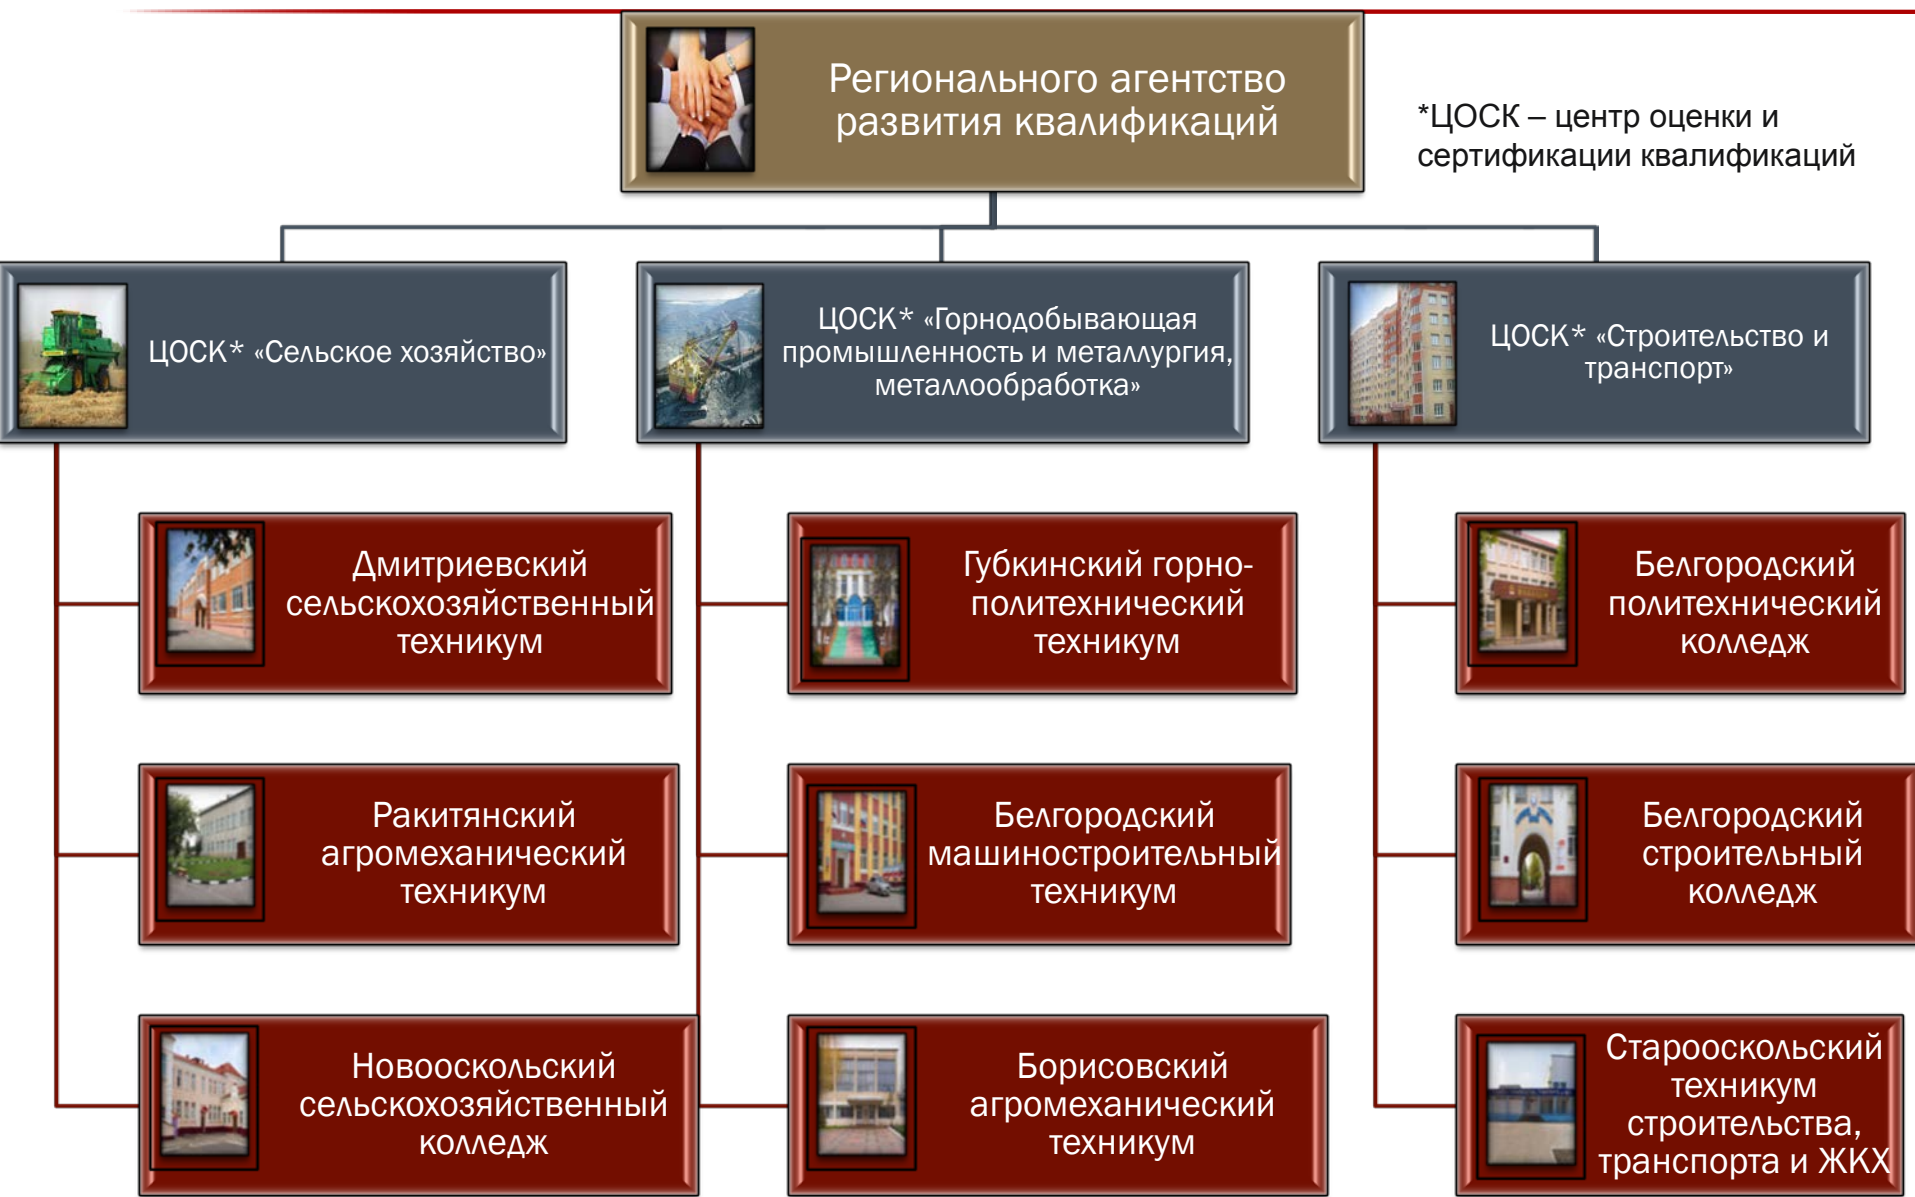 Регионального агентство
развития квалификаций
*ЦОСК – центр оценки и
сертификации квалификаций
ЦОСК* «Сельское хозяйство»
ЦОСК* «Горнодобывающая
промышленность и металлургия,
металлообработка»
ЦОСК* «Строительство и
транспорт»
Дмитриевский
сельскохозяйственный
техникум
Губкинский горно-
политехнический
техникум
Белгородский
политехнический
колледж
Ракитянский
агромеханический
техникум
Белгородский
машиностроительный
техникум
Белгородский
строительный
колледж
Новооскольский
сельскохозяйственный
колледж
Борисовский
агромеханический
техникум
Старооскольский
техникум
строительства,
транспорта и ЖКХ